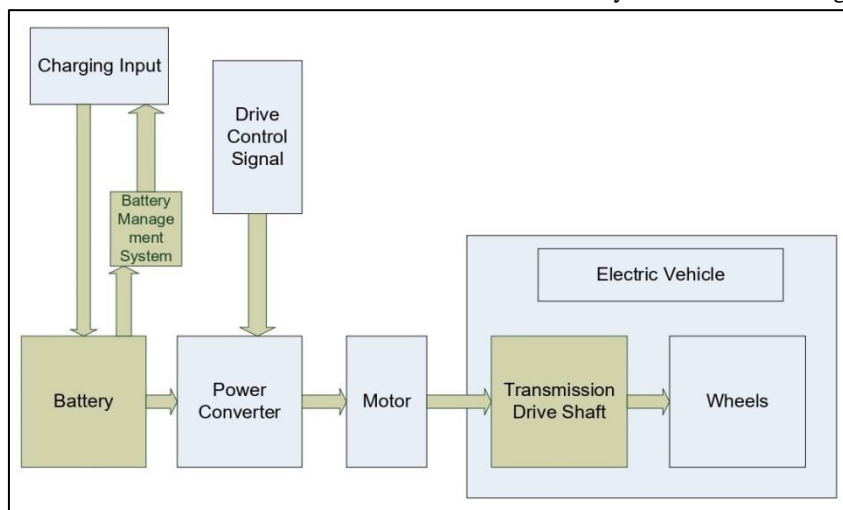 Charging Input
Drive
Control
Signal
Battery
Manage
ment
System
Electric Vehicle
Battery
Power
Converter
Motor
Transmission
Drive Shaft
Wheels